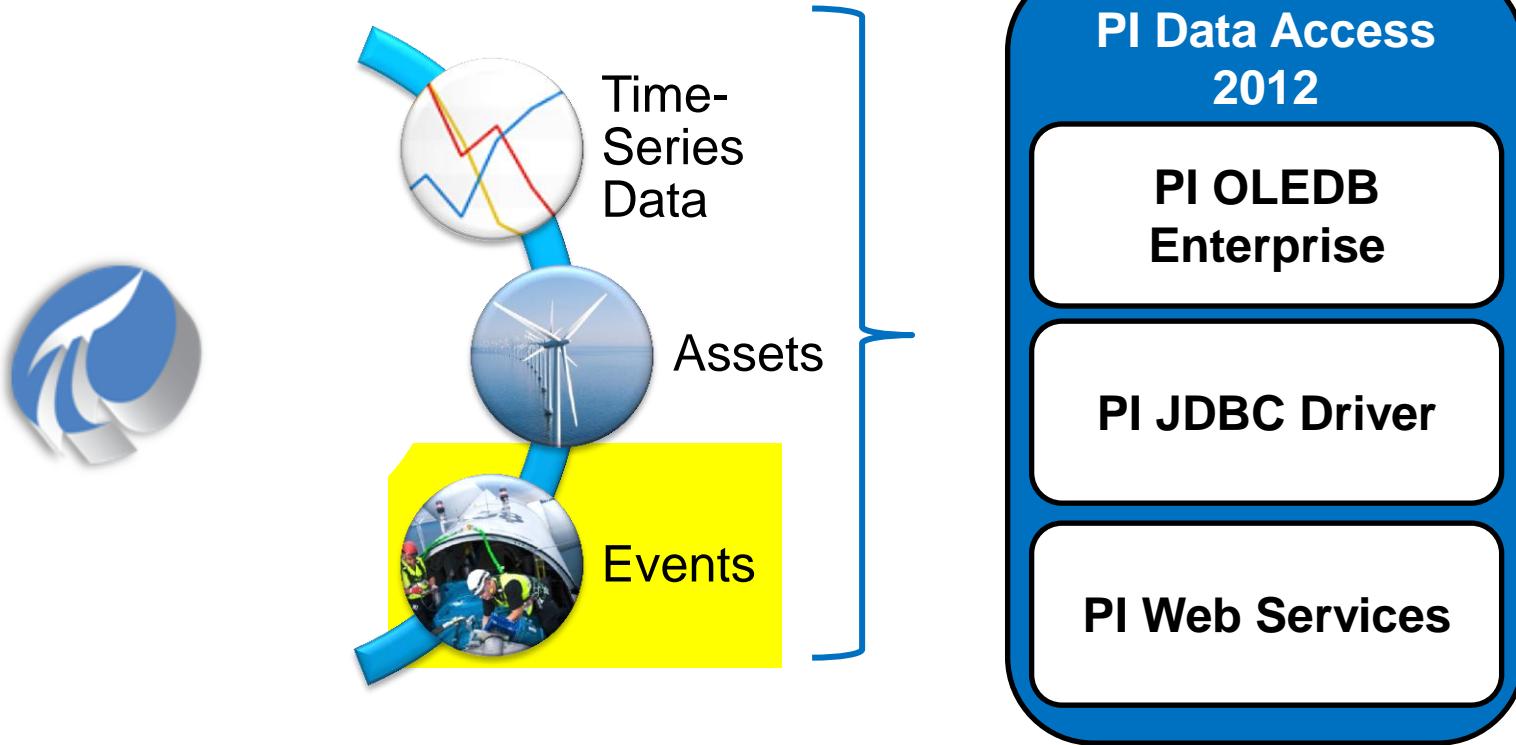 Time-
Series
Data
Assets
Events
PI Data Access
2012
PI OLEDB
Enterprise
PI JDBC Driver
PI Web Services